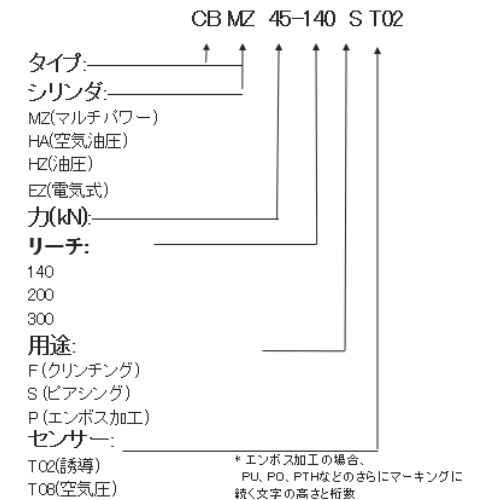 CB MZ 45-140 S T02
タイプ:
シリンダ:
MZ(マルチパワー)
HA(空気油圧)
HZ(油圧)
EZ(電気式)
力(kN):
リーチ:
140
200
300
用途:
F(クリンチング)
S(ピアシング)
P(エンボス加工)
センサー:
T02(誘導)
T08(空気圧)
* エンボス加工の場合、
PU、PO、PTHなどのさらにマーキングに
続く文字の高さと桁数